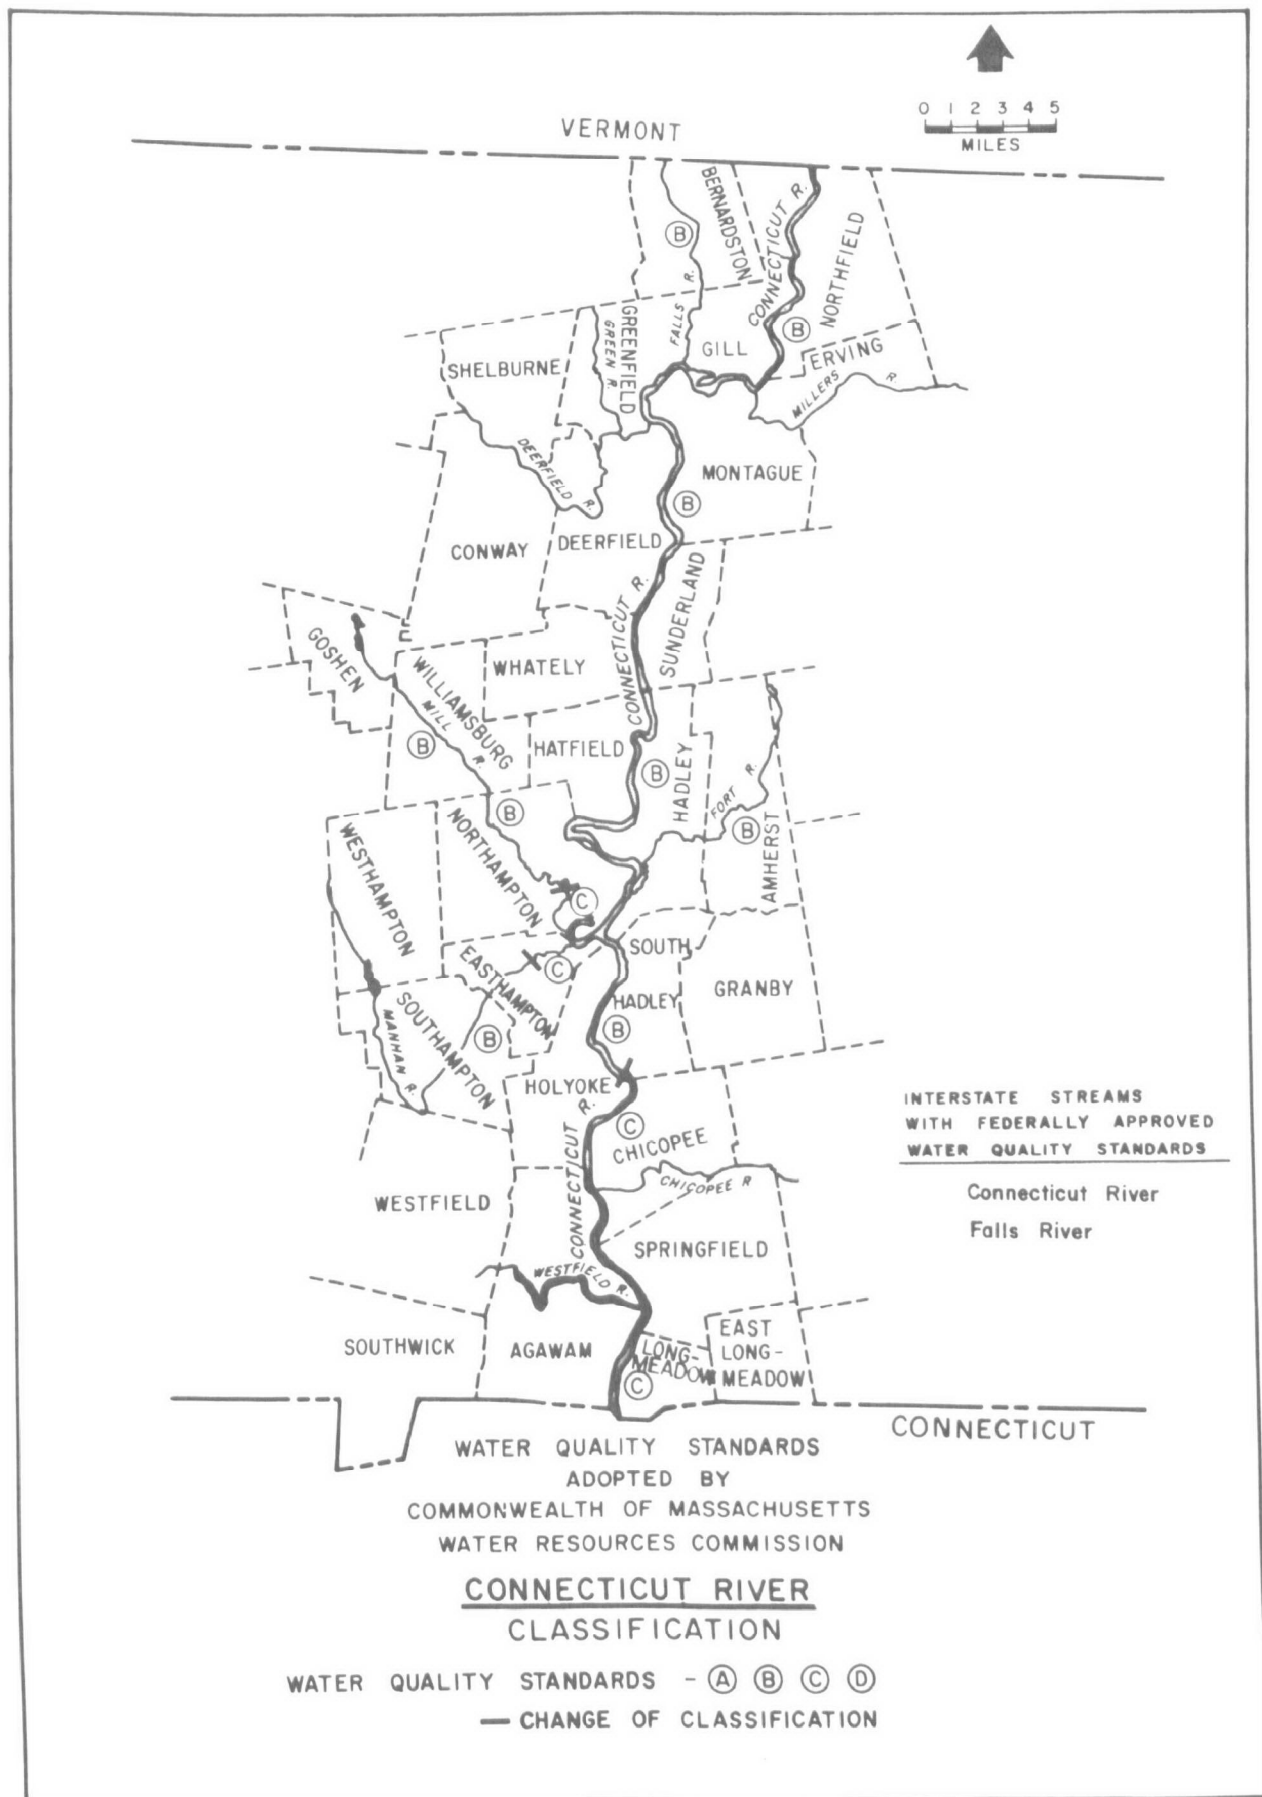 0 1 2 3 4 5
MILES
VERMONT
BERNARDSTON
CONNECTICUT R.
NORTHFIELD
B
FALLS R.
B
GREENFIELD
GREEN R.
GILL
ERVING
SHELBURNE
MILLERS R
DEERFIELD R.
MONTAGUE
B
CONWAY
DEERFIELD
SUNDERLAND
CONNECTICUT R.
GOSHEN
WHATELY
WILLIAMSBURG
MILL R.
B
HATFIELD
B
HADLEY
FORT R.
B
B
AMHERST
WESTHAMPTON
NORTHAMPTON
C
EASTHAMPTON
C
SOUTH
HADLEY
GRANBY
SOUTHAMPTON
MANHAN R.
B
B
HOLYOKE
C
CHICOPEE
CONNECTICUT R.
CHICOPEE R
INTERSTATE STREAMS
WITH FEDERALLY APPROVED
WATER QUALITY STANDARDS
Connecticut River
Falls River
WESTFIELD
SPRINGFIELD
WESTFIELD R.
SOUTHWICK
AGAWAM
LONG-
MEADOW
C
EAST
LONG-
MEADOW
CONNECTICUT
WATER QUALITY STANDARDS
ADOPTED BY
COMMONWEALTH OF MASSACHUSETTS
WATER RESOURCES COMMISSION
CONNECTICUT RIVER
CLASSIFICATION
WATER QUALITY STANDARDS - A B C D
— CHANGE OF CLASSIFICATION